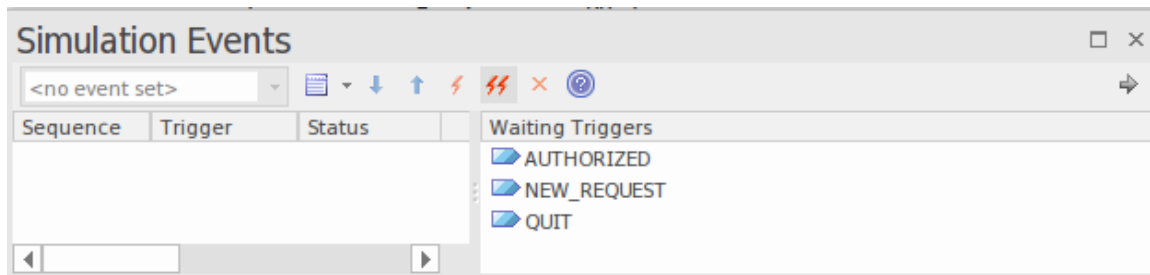 Simulation Events
<no event set>
Sequence Trigger Status
Waiting Triggers
AUTHORIZED
NEW_REQUEST
QUIT